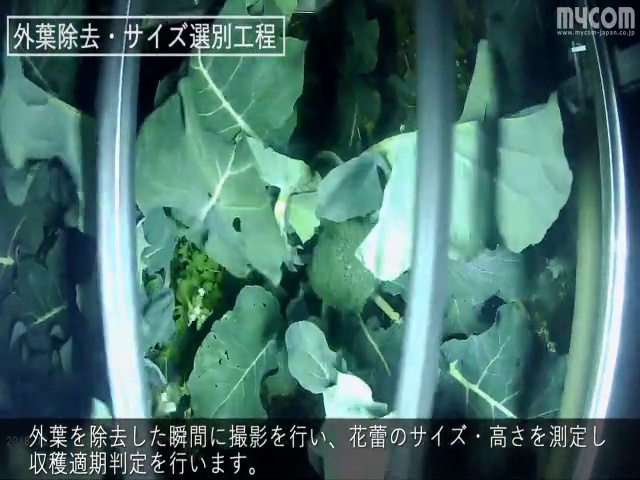 外葉除去・サイズ選別工程
mycom
www.mycom-japan.co.jp
外葉を除去した瞬間に撮影を行い、花蕾のサイズ・高さを測定し
収穫適期判定を行います。